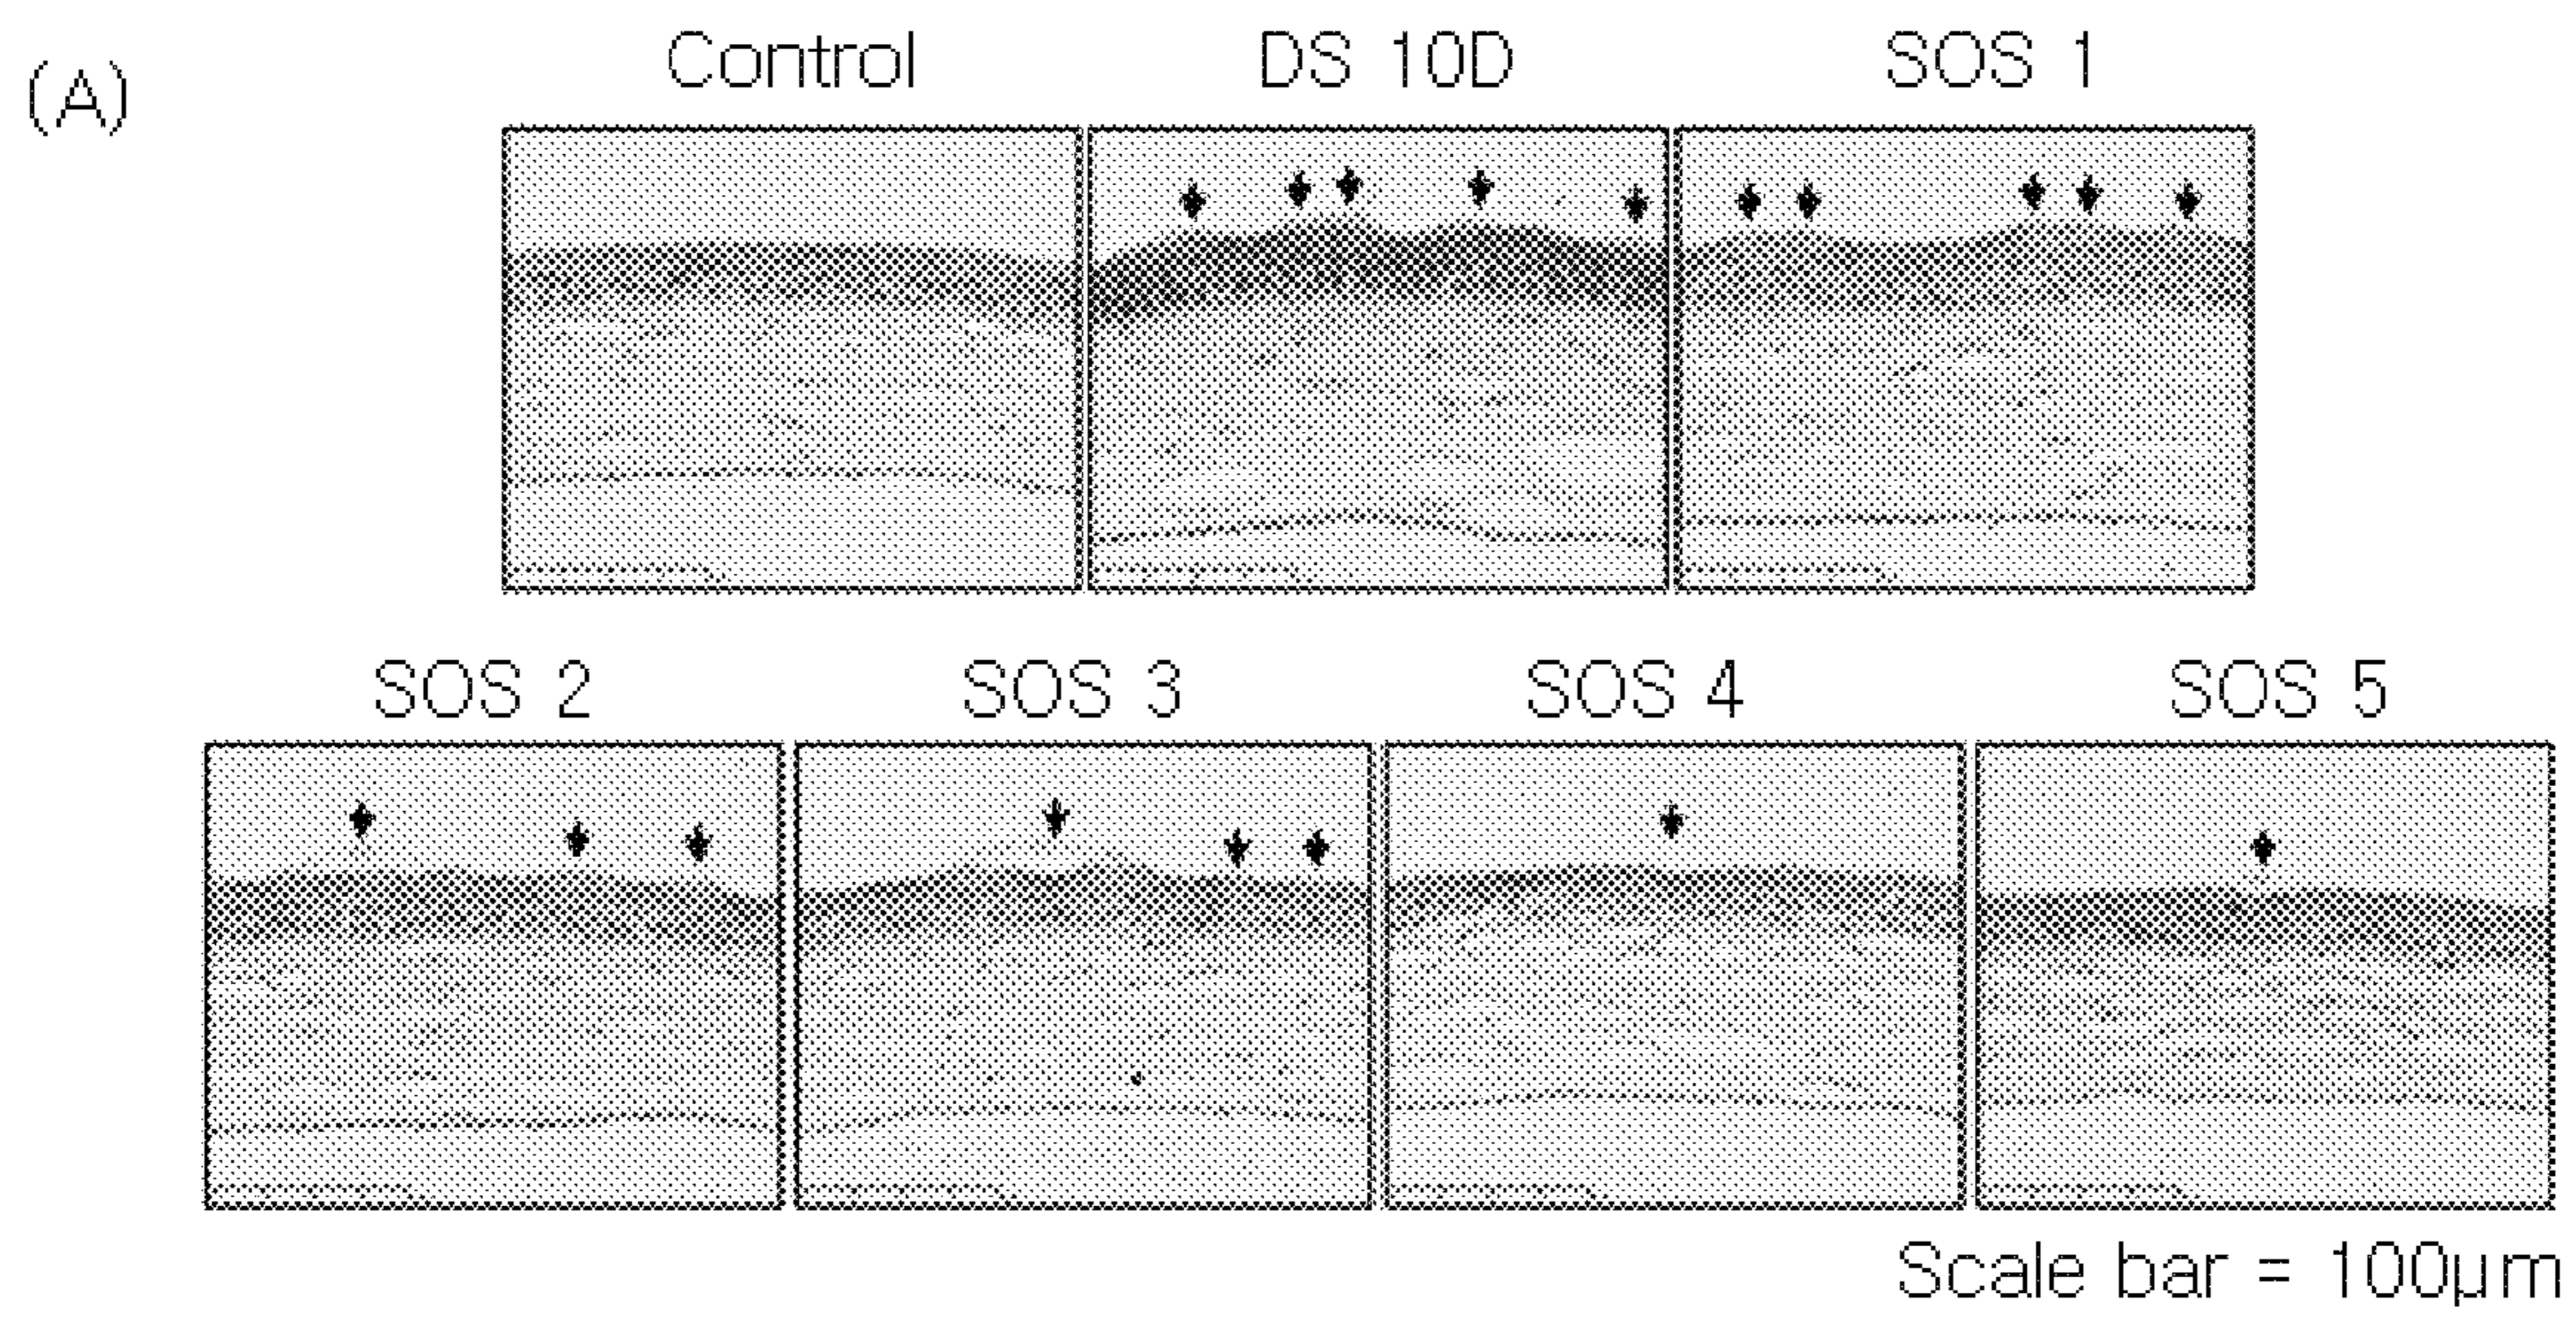 (A)
Control DS 10D SOS 1
SOS 2 SOS 3 SOS 4 SOS 5
Scale bar = 100µm